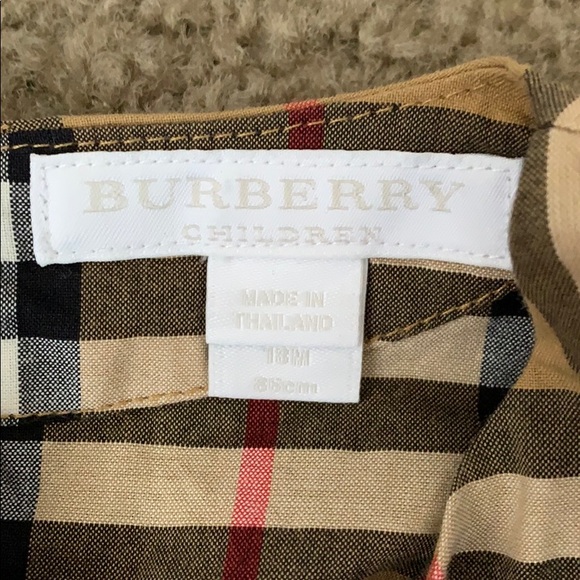 BURBERRY
CHILDREN
MADE IN
THAILAND
18M
86cm